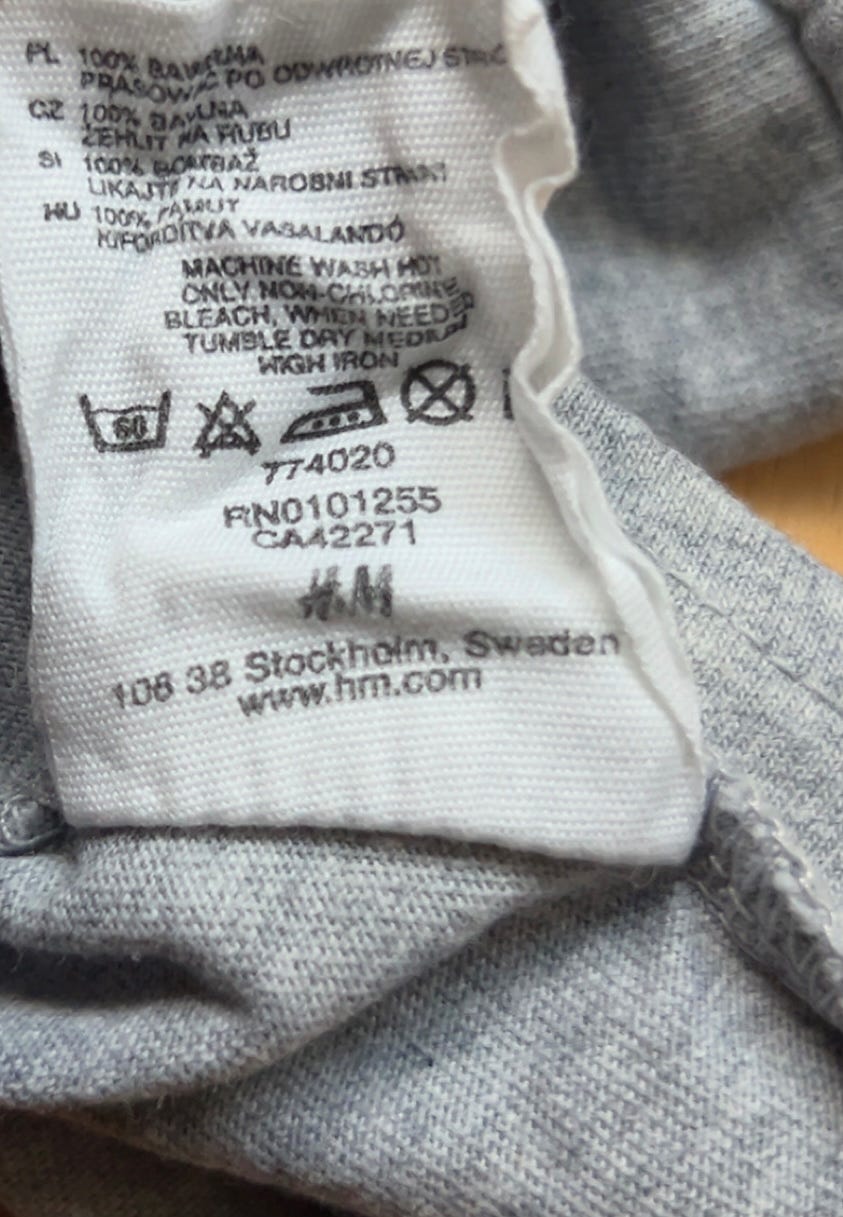 PL 100% BAWEŁNA
PRASOWAĆ PO ODWROTNEJ
CZ 100% BAVLNA
ŽEHLIT NA RUBU
SI 100% BOMBAŽ
LIKAJTE NA NAROBNI STRANI
HU 100% PAMUT
KIFORDÍTVA VASALANDÓ
MACHINE WASH HOT
ONLY NON-CHLORINE
BLEACH, WHEN NEEDED
TUMBLE DRY MEDIUM
HIGH IRON
60
774020
RN0101255
CA42271
H&M
106 38 Stockholm, Sweden
www.hm.com